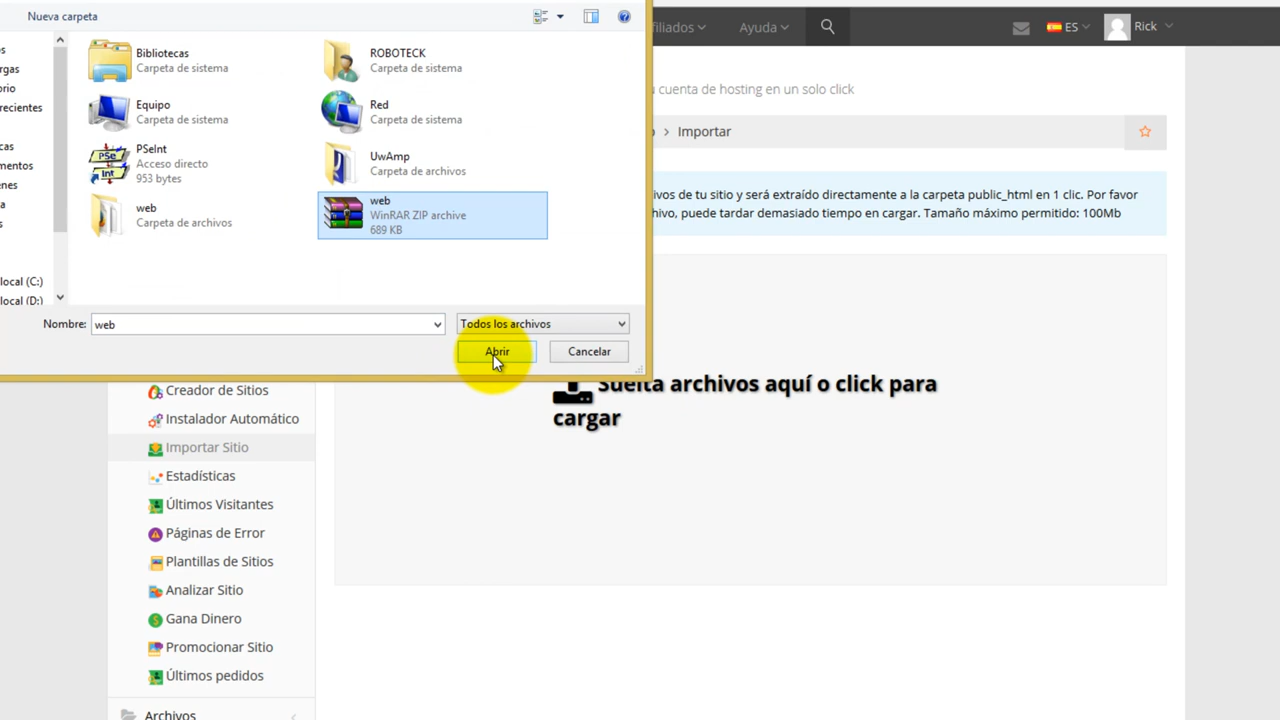 Nueva carpeta
s
rgas
orio
recientes
cas
mentos
enes
a
s
local (C:)
local (D:)
Bibliotecas
Carpeta de sistema
ROBOTECK
Carpeta de sistema
Equipo
Carpeta de sistema
Red
Carpeta de sistema
PSeInt
Acceso directo
953 bytes
UwAmp
Carpeta de archivos
web
Carpeta de archivos
web
WinRAR ZIP archive
689 KB
Nombre: web
Todos los archivos
Abrir
Cancelar
filiados
Ayuda
ES
Rick
u cuenta de hosting en un solo click
o > Importar
ivos de tu sitio y será extraído directamente a la carpeta public_html en 1 clic. Por favor
hivo, puede tardar demasiado tiempo en cargar. Tamaño máximo permitido: 100Mb
Suelta archivos aquí o click para
cargar
Creador de Sitios
Instalador Automático
Importar Sitio
Estadísticas
Últimos Visitantes
Páginas de Error
Plantillas de Sitios
Analizar Sitio
Gana Dinero
Promocionar Sitio
Últimos pedidos
Archivos